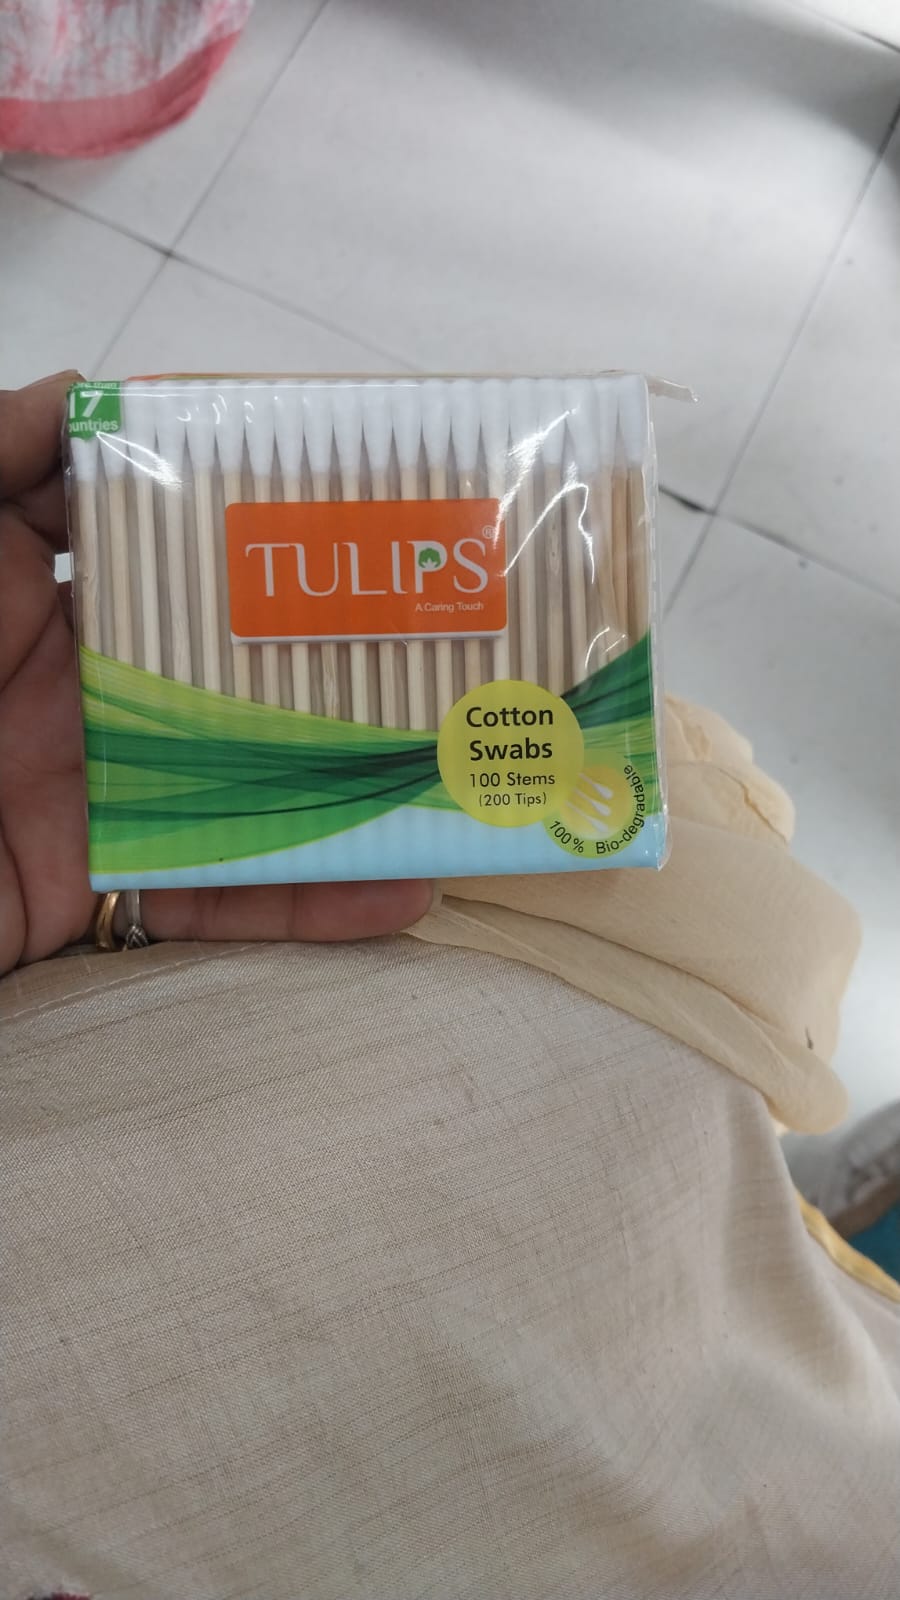 17
TULIPS®
A Caring Touch
Cotton
Swabs
100 Stems
(200 Tips)
100% Bio-degradable